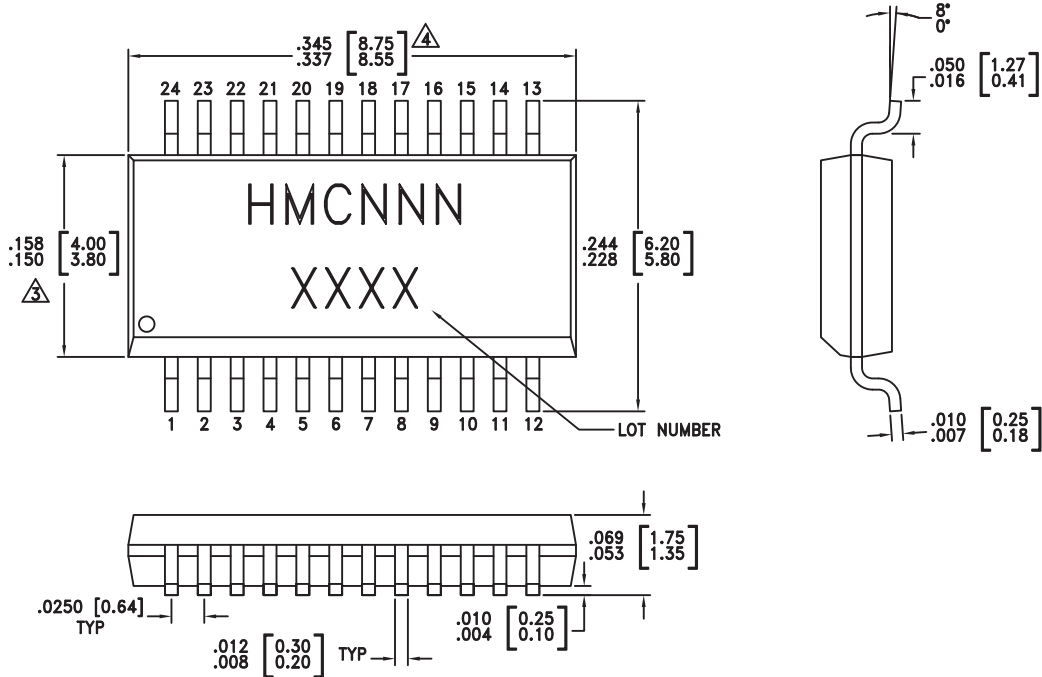 .345 [8.75] 4
.337 [8.55]
8°
0°
.050 [1.27]
.016 [0.41]
24 23 22 21 20 19 18 17 16 15 14 13
HMCNNN
.158 [4.00]
.150 [3.80]
3
.244 [6.20]
.228 [5.80]
XXXX
1 2 3 4 5 6 7 8 9 10 11 12
LOT NUMBER
.010 [0.25]
.007 [0.18]
.069 [1.75]
.053 [1.35]
.0250 [0.64]
TYP
.010 [0.25]
.004 [0.10]
.012 [0.30]
.008 [0.20]
TYP